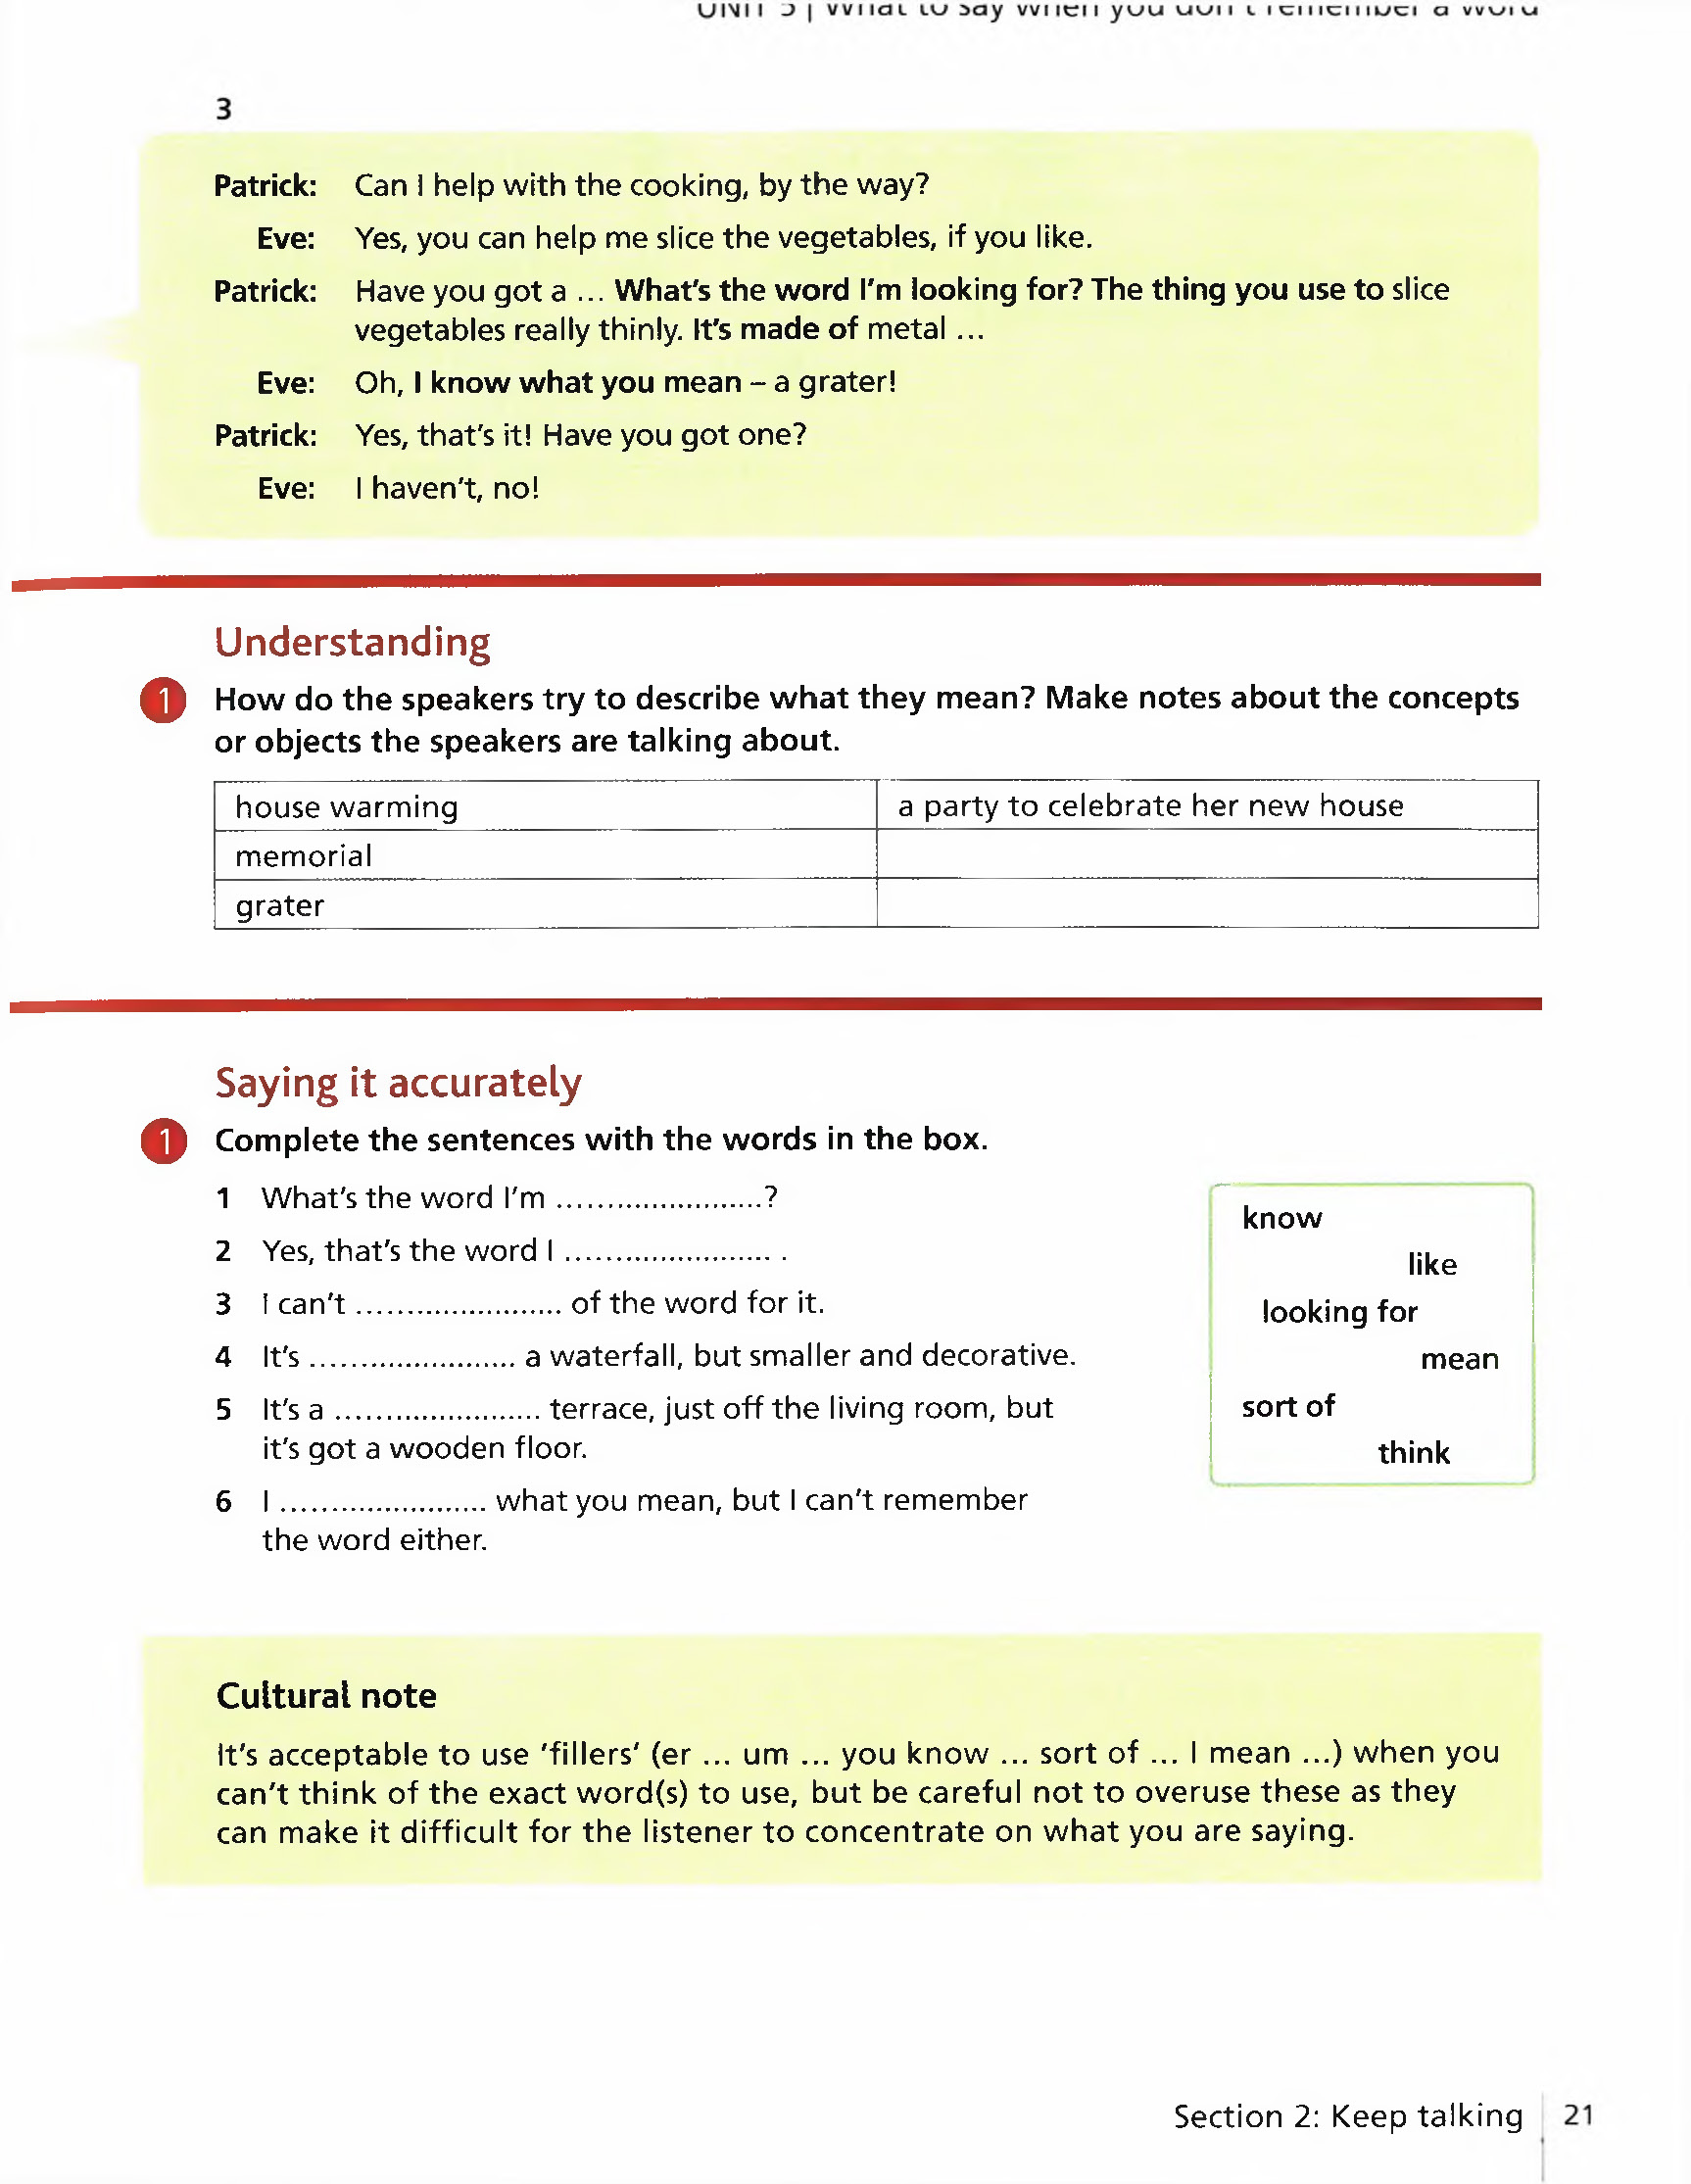 UNIT 5 | What to say when you don't remember a word
3
Patrick: Can I help with the cooking, by the way?
Eve: Yes, you can help me slice the vegetables, if you like.
Patrick: Have you got a ... What's the word I'm looking for? The thing you use to slice
vegetables really thinly. It's made of metal ...
Eve: Oh, I know what you mean – a grater!
Patrick: Yes, that's it! Have you got one?
Eve: I haven't, no!
Understanding
1 How do the speakers try to describe what they mean? Make notes about the concepts
or objects the speakers are talking about.
house warming a party to celebrate her new house
memorial
grater
Saying it accurately
1 Complete the sentences with the words in the box.
1 What's the word I'm .........................?
2 Yes, that's the word I ......................... .
3 I can't ......................... of the word for it.
4 It's ......................... a waterfall, but smaller and decorative.
5 It's a ......................... terrace, just off the living room, but
it's got a wooden floor.
6 I ......................... what you mean, but I can't remember
the word either.
know
like
looking for
mean
sort of
think
Cultural note
It's acceptable to use 'fillers' (er ... um ... you know ... sort of ... I mean ...) when you
can't think of the exact word(s) to use, but be careful not to overuse these as they
can make it difficult for the listener to concentrate on what you are saying.
Section 2: Keep talking 21